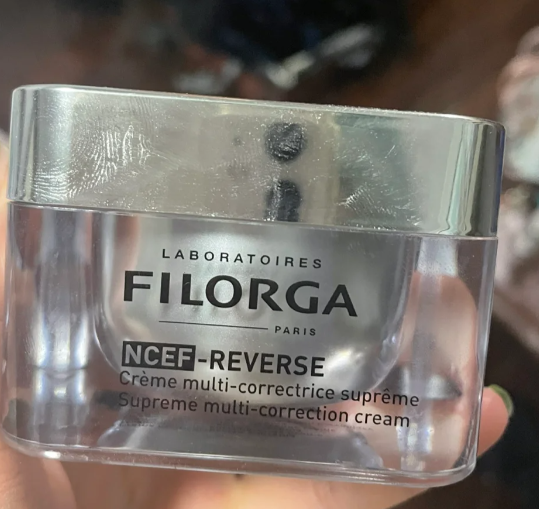 LABORATOIRES
FILORGA
PARIS
NCEF-REVERSE
Crème multi-correctrice suprême
Supreme multi-correction cream